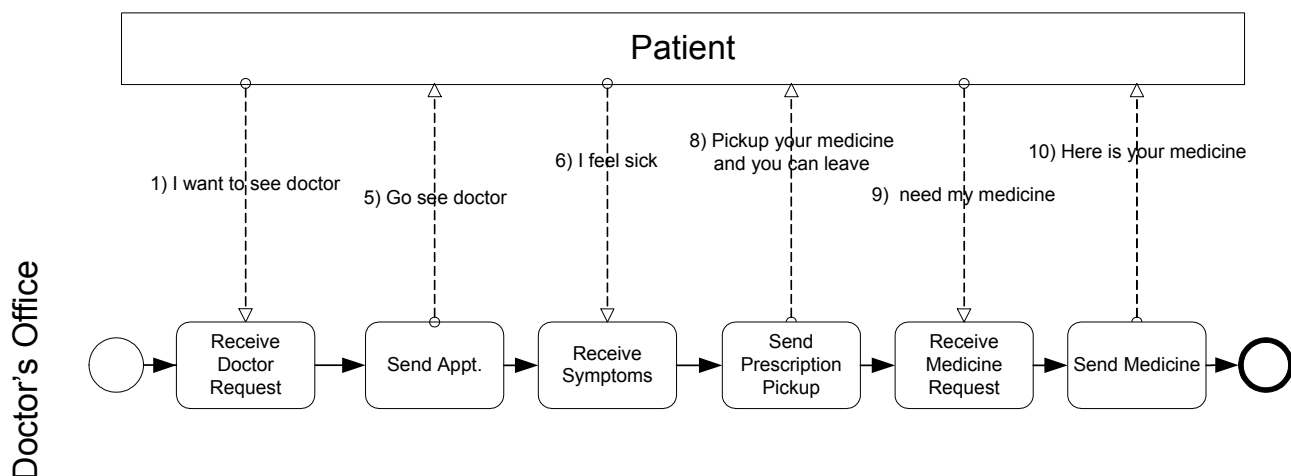 Patient
1) I want to see doctor
5) Go see doctor
6) I feel sick
8) Pickup your medicine
and you can leave
9)  need my medicine
10) Here is your medicine
Doctor's Office
Receive
Doctor
Request
Send Appt.
Receive
Symptoms
Send
Prescription
Pickup
Receive
Medicine
Request
Send Medicine